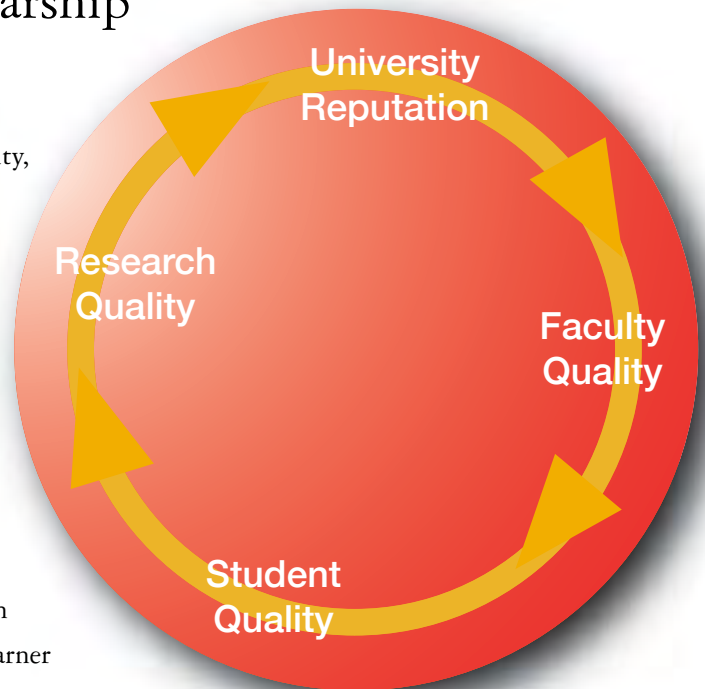 arship
University
Reputation
ty,
Research
Quality
Faculty
Quality
Student
Quality
n
arner